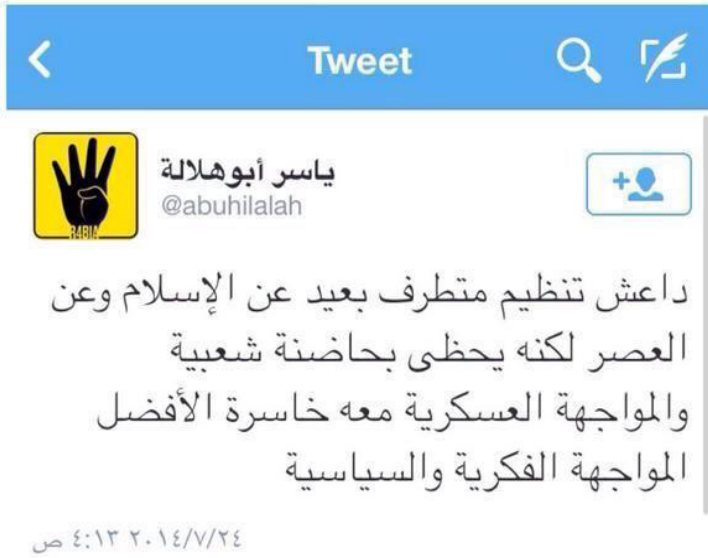 Tweet
R4BIA
ياسر أبوهلالة
@abuhilalah
داعش تنظيم متطرف بعيد عن الإسلام وعن
العصر لكنه يحظى بحاضنة شعبية
والمواجهة العسكرية معه خاسرة الأفضل
المواجهة الفكرية والسياسية
٢٠١٤/٧/٢٤ ٤:١٣ ص